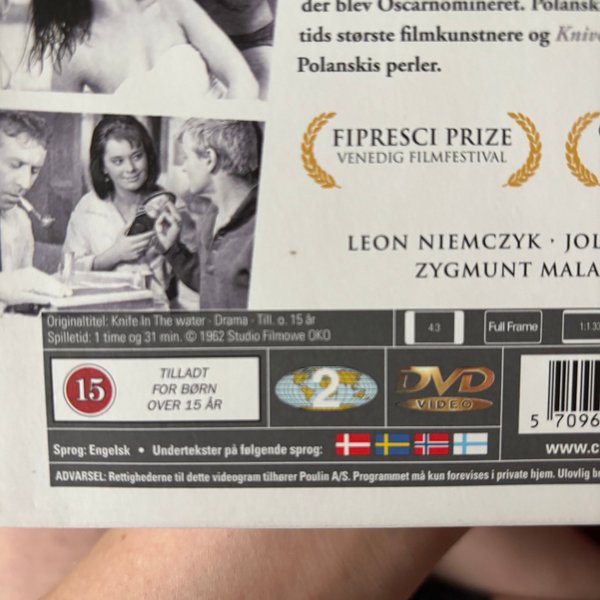 der blev Oscarnomineret. Polanski
tids største filmkunstnere og Knive
Polanskis perler.
FIPRESCI PRIZE
VENEDIG FILMFESTIVAL
LEON NIEMCZYK · JOL
ZYGMUNT MALA
Originaltitel: Knife In The water · Drama · Till. o. 15 år
Spilletid: 1 time og 31 min. © 1962 Studio Filmowe OKO
4:3
Full Frame
1:1.33
15
TILLADT
FOR BØRN
OVER 15 ÅR
2
DVD
VIDEO
5 7096
Sprog: Engelsk • Undertekster på følgende sprog:
www.c
ADVARSEL: Rettighederne til dette videogram tilhører Poulin A/S. Programmet må kun forevises i private hjem. Ulovlig